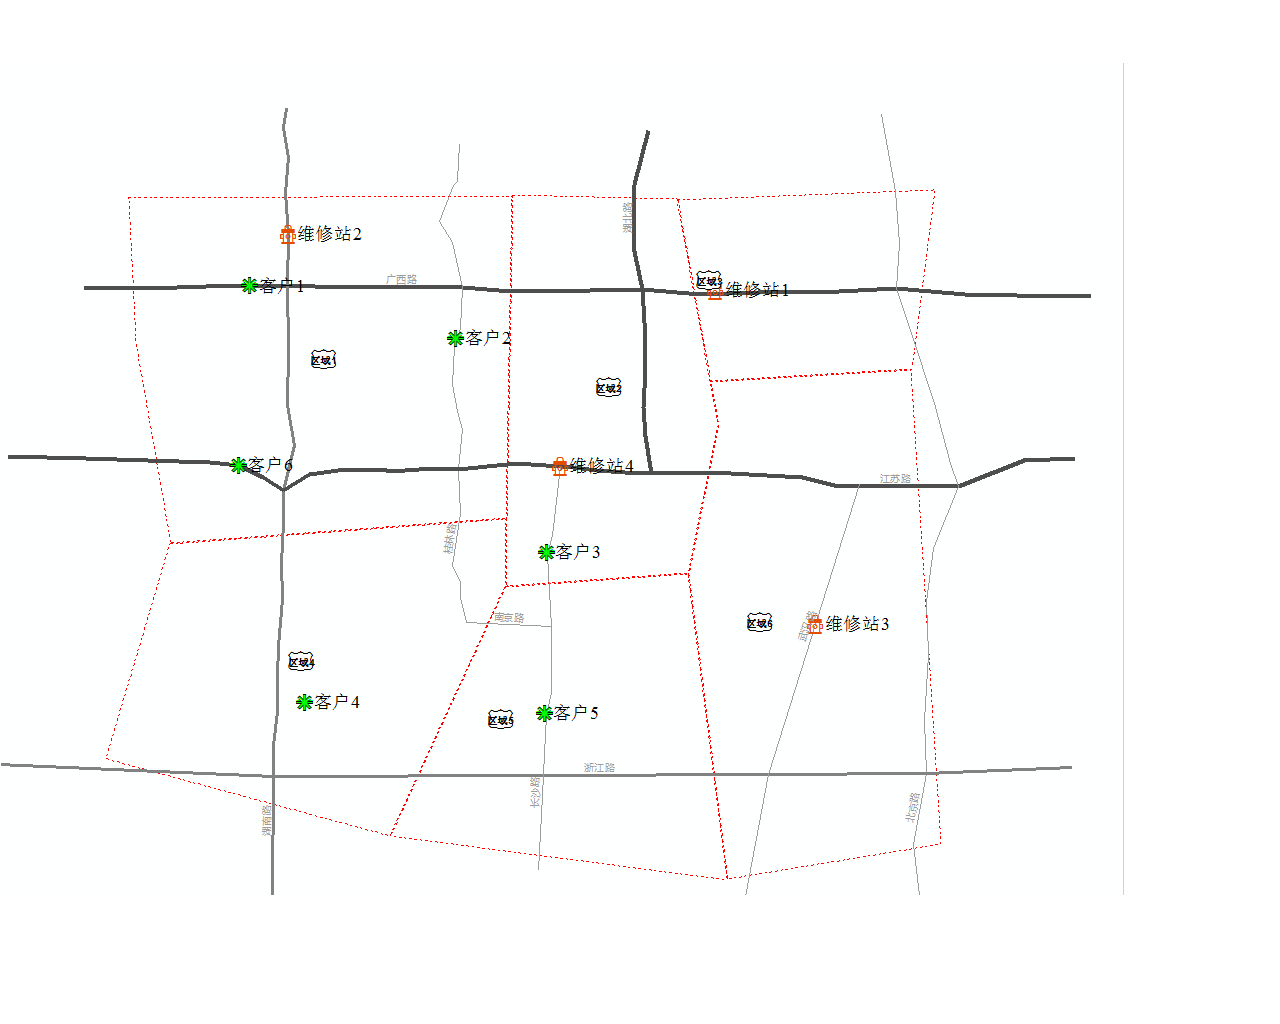 湖北路
维修站2
广西路
区域3
客户1
维修站1
客户2
区域1
区域2
客户6
维修站4
江苏路
桂林路
客户3
南京路
区域6
武汉路
维修站3
区域4
客户4
区域5
客户5
浙江路
长沙路
湖南路
北京路